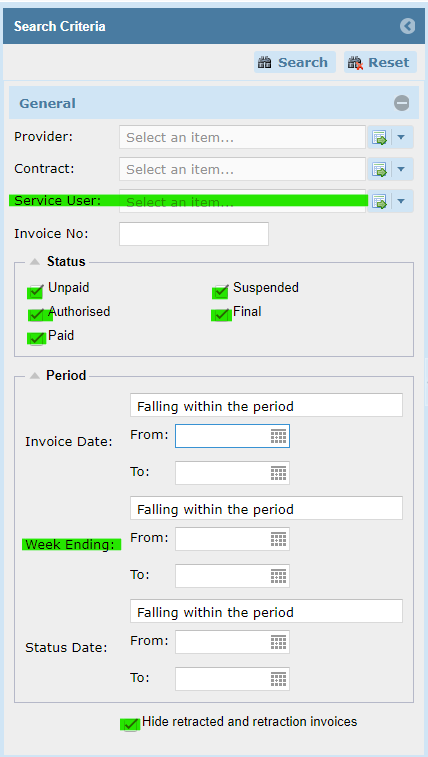 Search Criteria
Search Reset
General
Provider: Select an item...
Contract: Select an item...
Service User: Select an item...
Invoice No:
Status
Unpaid Suspended
Authorised Final
Paid
Period
Falling within the period
Invoice Date: From:
To:
Falling within the period
Week Ending: From:
To:
Falling within the period
Status Date: From:
To:
Hide retracted and retraction invoices